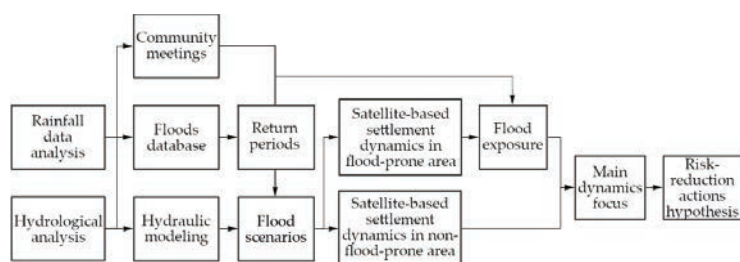 Community
meetings
Rainfall
data
analysis
Floods
database
Return
periods
Satellite-based
settlement
dynamics in
flood-prone area
Flood
exposure
Hydrological
analysis
Hydraulic
modeling
Flood
scenarios
Satellite-based
settlement
dynamics in non-
flood-prone area
Main
dynamics
focus
Risk-
reduction
actions
hypothesis